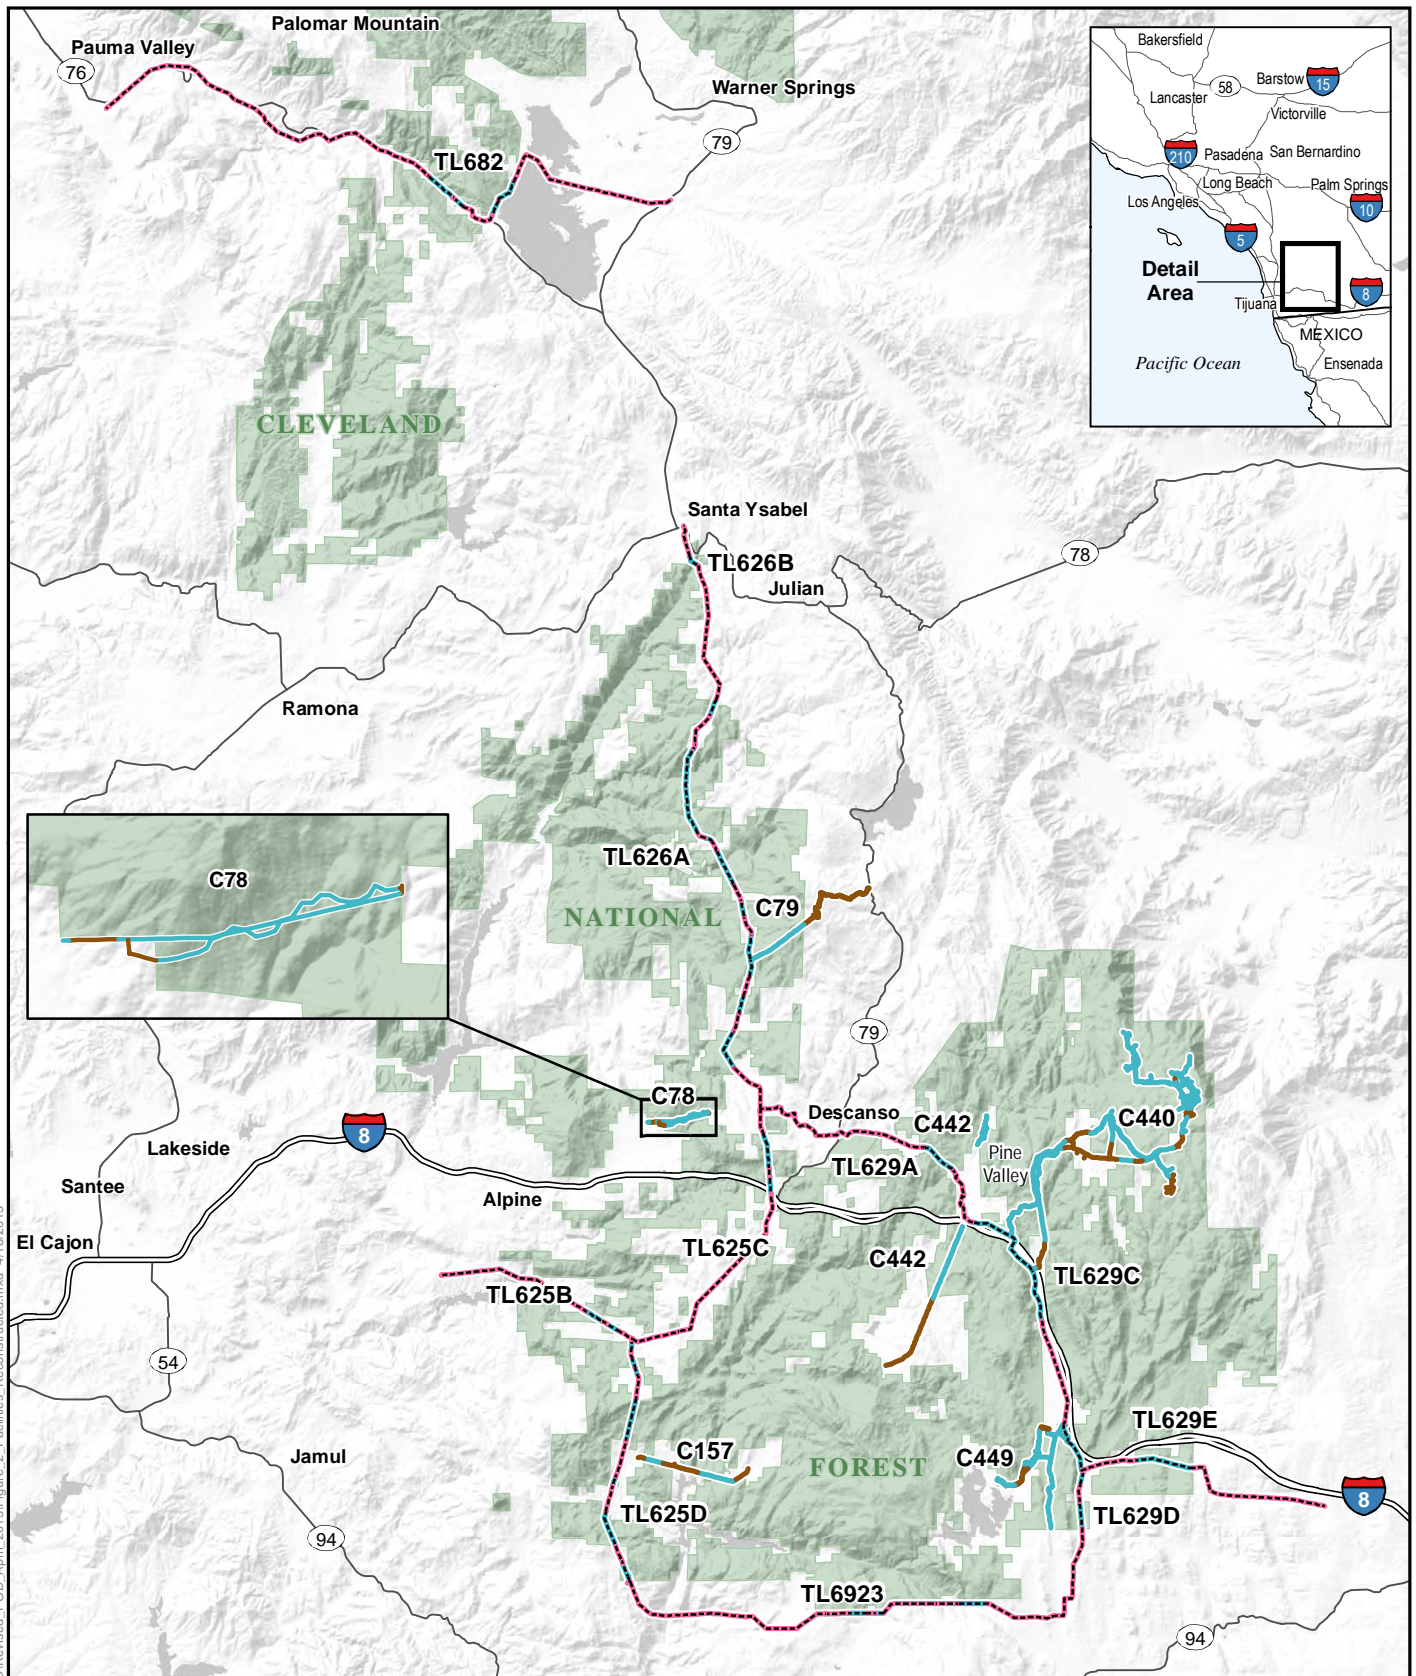 Palomar Mountain
Pauma Valley
76
Warner Springs
79
TL682
Bakersfield
58
Barstow
15
Lancaster
Victorville
210
Pasadena
San Bernardino
Long Beach
Palm Springs
Los Angeles
10
5
Detail
Area
8
Tijuana
MEXICO
Pacific Ocean
Ensenada
CLEVELAND
Santa Ysabel
TL626B
78
Julian
Ramona
TL626A
C78
C79
NATIONAL
79
C78
Descanso
C442
C440
8
Lakeside
Pine
Valley
TL629A
Santee
Alpine
El Cajon
TL625C
C442
TL629C
TL625B
54
TL629E
C157
C449
Jamul
FOREST
8
TL625D
TL629D
94
TL6923
94